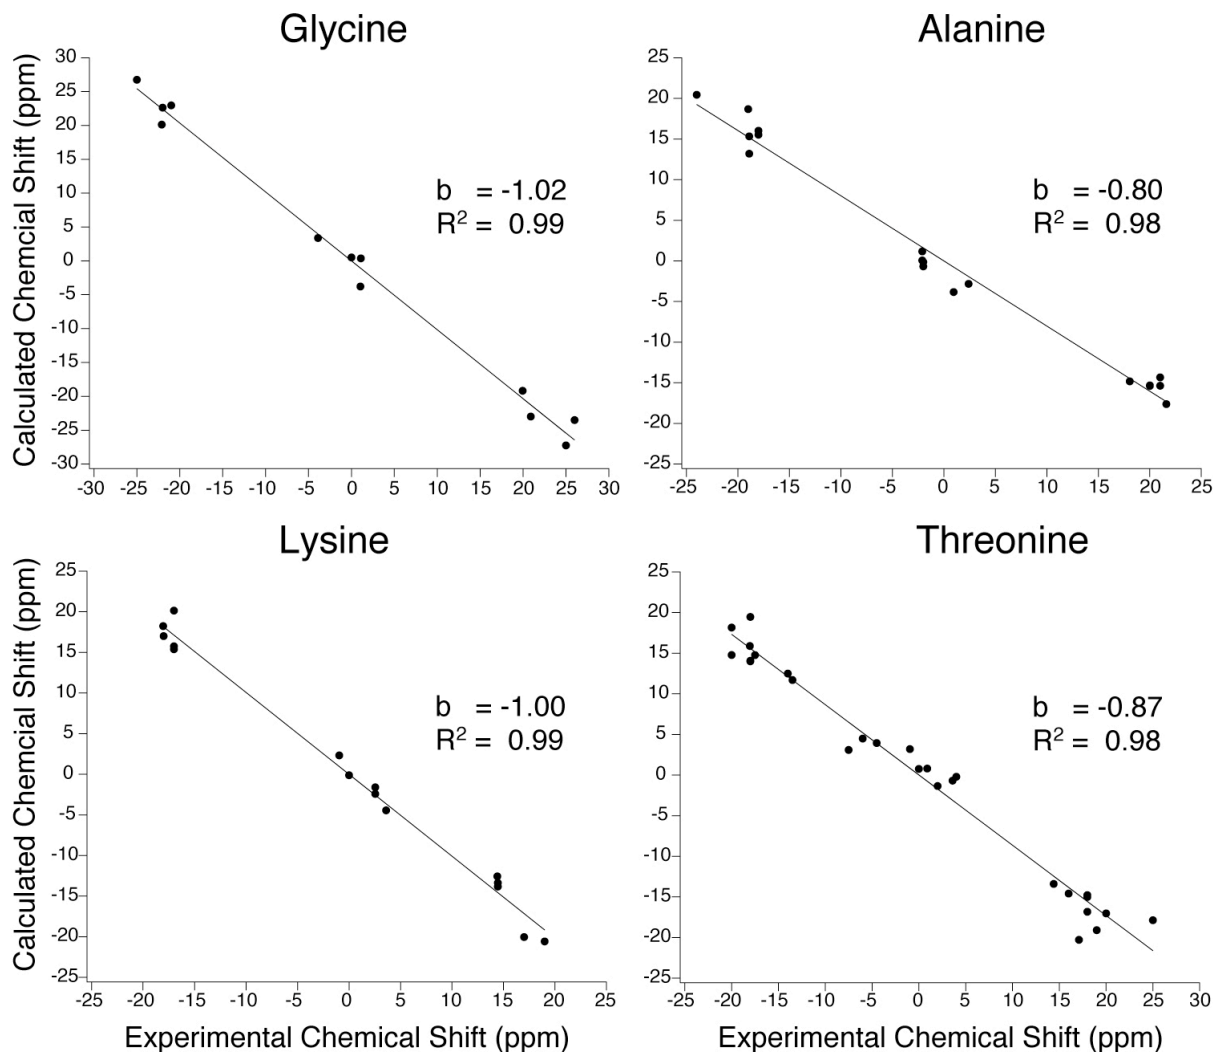 Glycine
Calculated Chemcial Shift (ppm)
30
25
20
15
10
5
0
-5
-10
-15
-20
-25
-30
b = -1.02
R² = 0.99
-30 -25 -20 -15 -10 -5 0 5 10 15 20 25 30
Alanine
25
20
15
10
5
0
-5
-10
-15
-20
-25
b = -0.80
R² = 0.98
-25 -20 -15 -10 -5 0 5 10 15 20 25
Lysine
Calculated Chemcial Shift (ppm)
25
20
15
10
5
0
-5
-10
-15
-20
-25
b = -1.00
R² = 0.99
-25 -20 -15 -10 -5 0 5 10 15 20 25
Experimental Chemical Shift (ppm)
Threonine
25
20
15
10
5
0
-5
-10
-15
-20
-25
b = -0.87
R² = 0.98
-25 -20 -15 -10 -5 0 5 10 15 20 25 30
Experimental Chemical Shift (ppm)